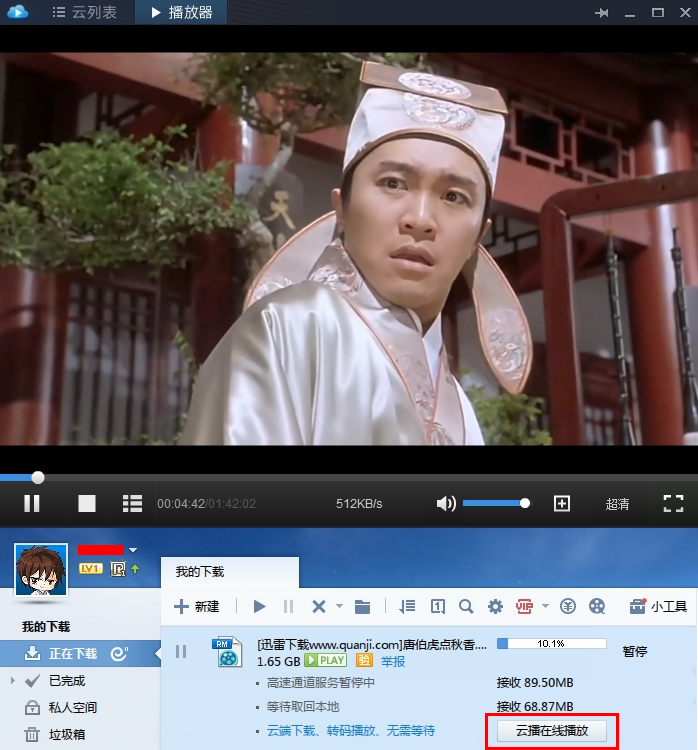 云列表 播放器
天
00:04:42/01:42:02 512KB/s 超清
LV1
我的下载
新建 VIP 小工具
我的下载
正在下载
已完成
私人空间
垃圾箱
RM [迅雷下载www.quanji.com]唐伯虎点秋香.... 10.1% 暂停
1.65 GB PLAY 验 举报
高速通道服务暂停中 接收 89.50MB
等待取回本地 接收 68.87MB
云端下载、转码播放、无需等待 云播在线播放